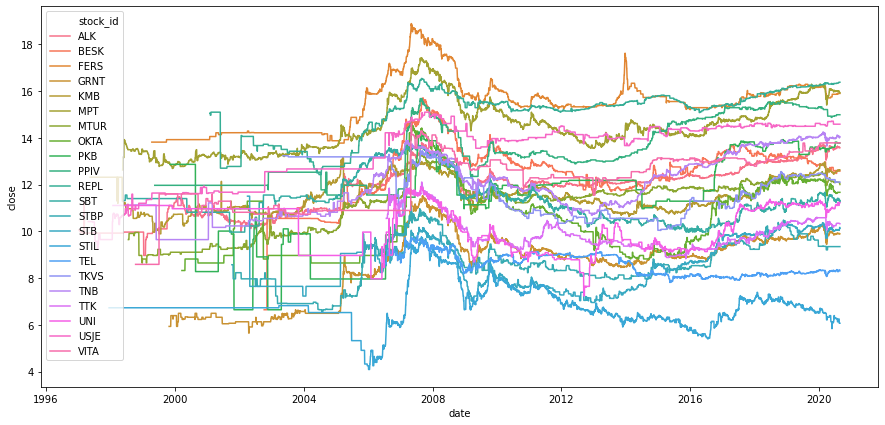 stock_id
ALK
BESK
FERS
GRNT
KMB
MPT
MTUR
OKTA
PKB
PPIV
REPL
SBT
STBP
STB
STIL
TEL
TKVS
TNB
TTK
UNI
USJE
VITA
18
16
14
12
10
8
6
4
close
1996
2000
2004
2008
2012
2016
2020
date